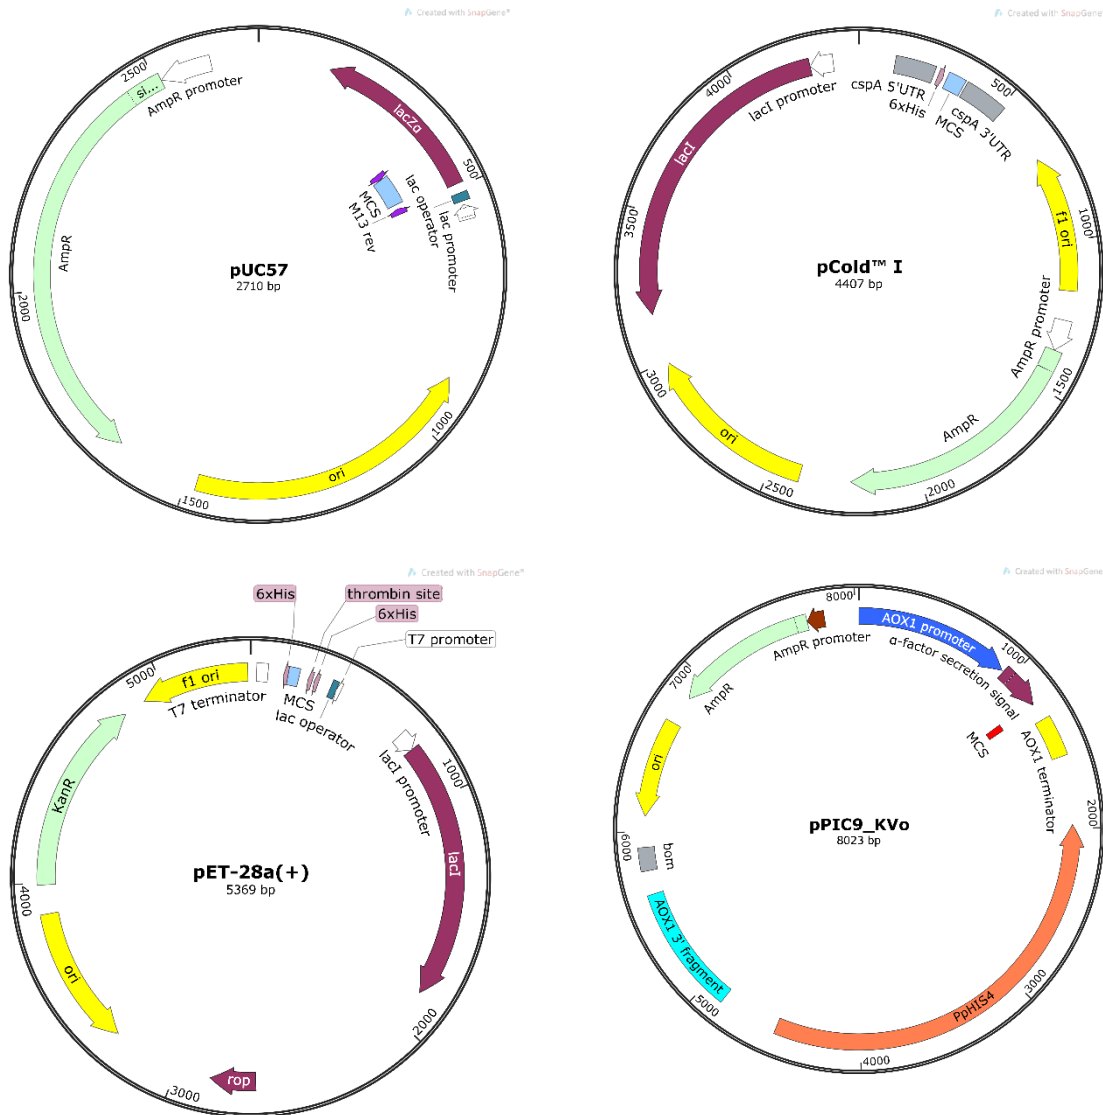 Created with SnapGene®
2500
si...
AmpR promoter
lacZα
500
lac operator
lac promoter
MCS
M13 rev
AmpR
2000
pUC57
2710 bp
1000
ori
1500
Created with SnapGene®
lacI promoter
cspA 5'UTR
6xHis
MCS
cspA 3'UTR
500
4000
lacI
3500
f1 ori
1000
pCold™ I
4407 bp
AmpR promoter
1500
3000
ori
AmpR
2500
2000
Created with SnapGene®
6xHis
thrombin site
6xHis
T7 promoter
5000
f1 ori
T7 terminator
MCS
lac operator
lacI promoter
1000
KanR
lacI
pET-28a(+)
5369 bp
4000
ori
2000
rop
3000
Created with SnapGene®
8000
AOX1 promoter
AmpR promoter
α-factor secretion signal
1000
7000
AmpR
MCS
AOX1 terminator
ori
2000
pPIC9_KVo
8023 bp
6000
bom
AOX1 3' fragment
5000
PpHIS4
3000
4000